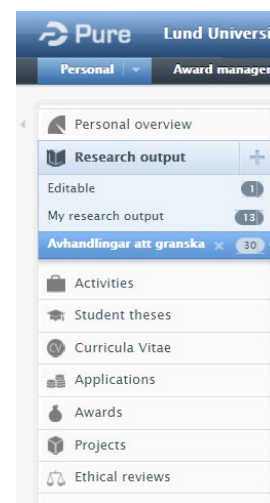 Pure Lund Universi
Personal Award manager
Personal overview
Research output
Editable 1
My research output 13
Avhandlingar att granska × 30
Activities
Student theses
CV Curricula Vitae
Applications
Awards
Projects
Ethical reviews